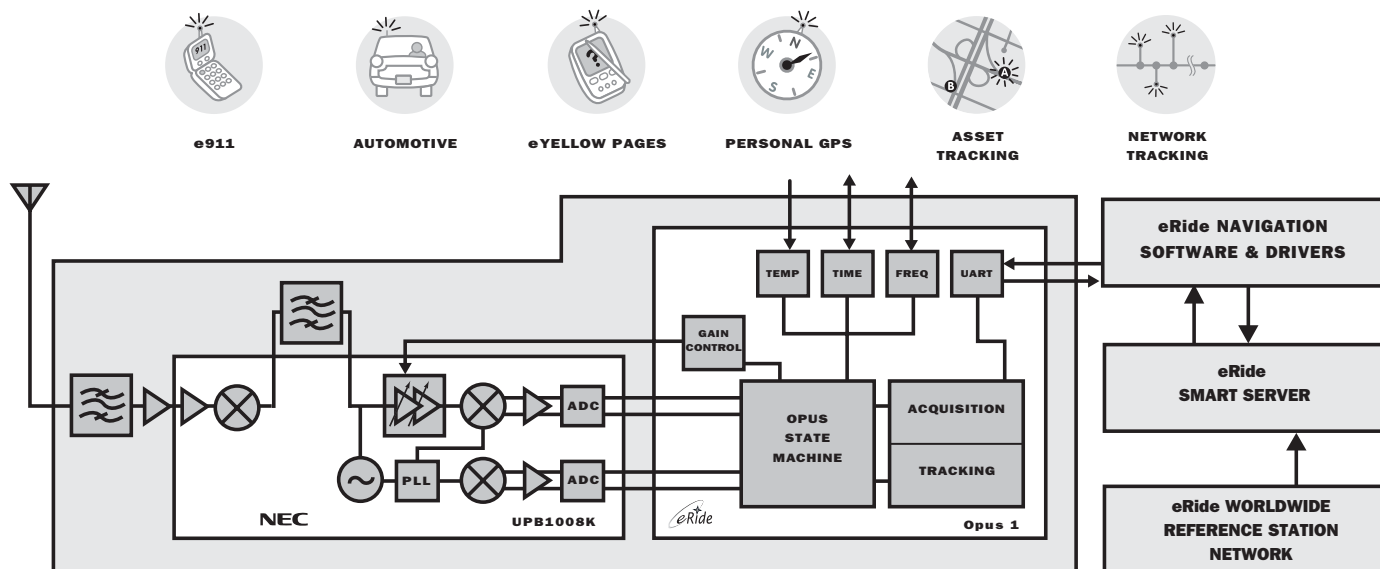 911
W
N
E
S
A
B
e911
AUTOMOTIVE
eYELLOW PAGES
PERSONAL GPS
ASSET
TRACKING
NETWORK
TRACKING
eRide NAVIGATION
SOFTWARE & DRIVERS
TEMP
TIME
FREQ
UART
GAIN
CONTROL
eRide
SMART SERVER
ADC
OPUS
STATE
MACHINE
ACQUISITION
TRACKING
PLL
ADC
NEC
UPB1008K
eRide
Opus 1
eRide WORLDWIDE
REFERENCE STATION
NETWORK